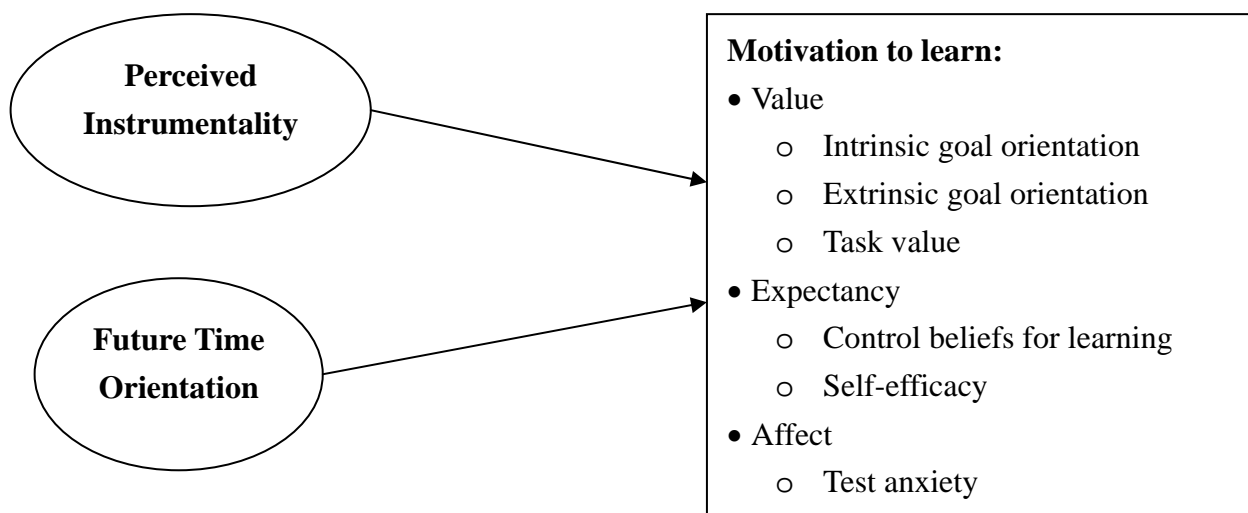 Perceived
Instrumentality
Future Time
Orientation
Motivation to learn:
• Value
o Intrinsic goal orientation
o Extrinsic goal orientation
o Task value
• Expectancy
o Control beliefs for learning
o Self-efficacy
• Affect
o Test anxiety